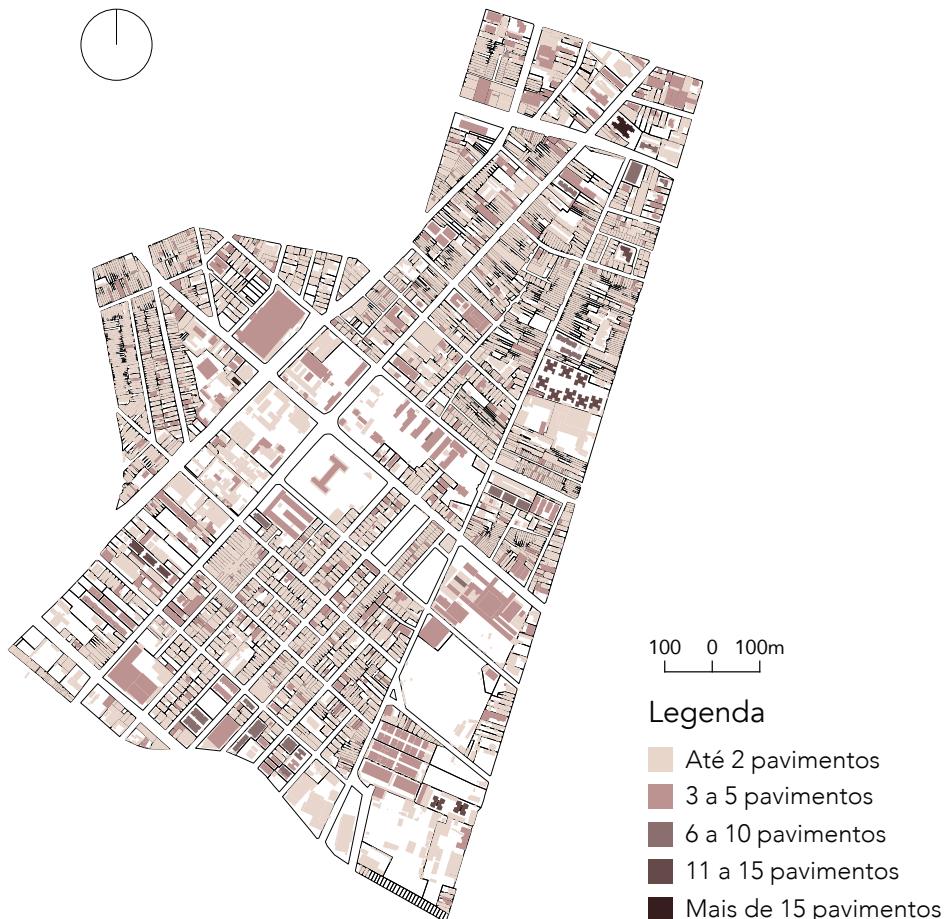 100 0 100m
Legenda
Até 2 pavimentos
3 a 5 pavimentos
6 a 10 pavimentos
11 a 15 pavimentos
Mais de 15 pavimentos